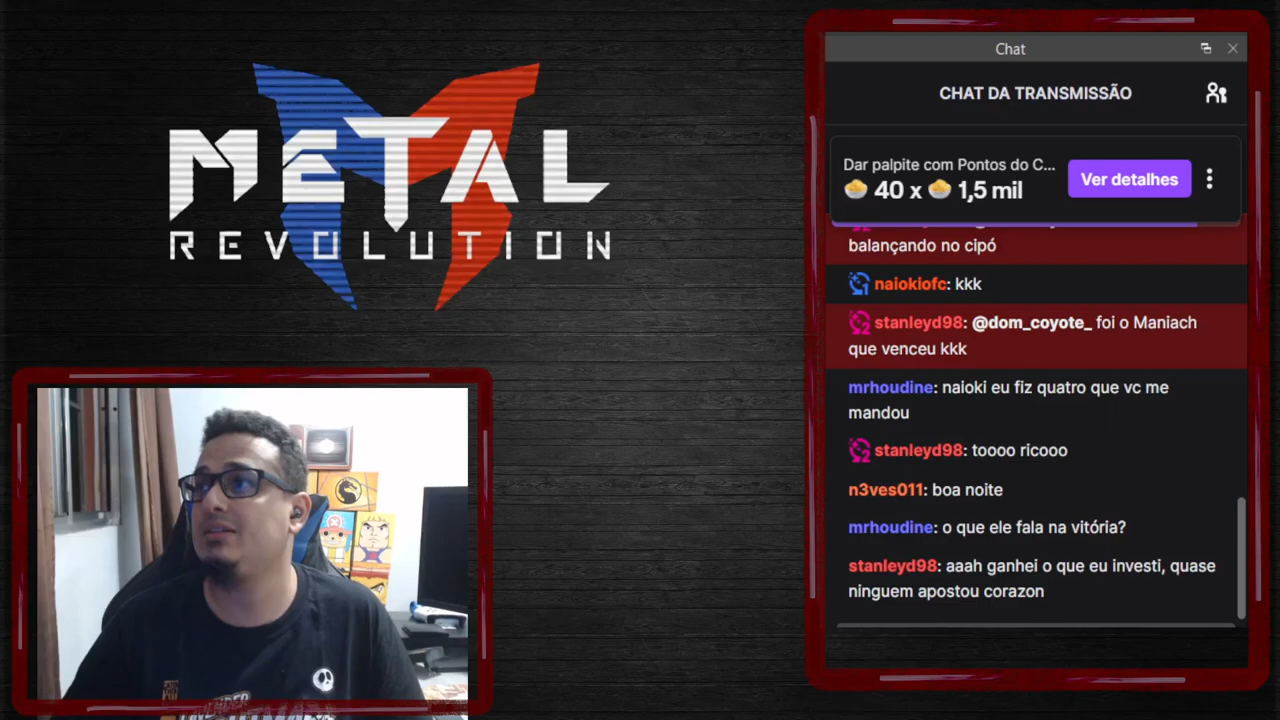 METAL
REVOLUTION
Chat
CHAT DA TRANSMISSÃO
Dar palpite com Pontos do C...
40 x 1,5 mil
Ver detalhes
balançando no cipó
naiokiofc: kkk
stanleyd98: @dom_coyote_ foi o Maniach
que venceu kkk
mrhoudine: naioki eu fiz quatro que vc me
mandou
stanleyd98: toooo ricooo
n3ves011: boa noite
mrhoudine: o que ele fala na vitória?
stanleyd98: aaah ganhei o que eu investi, quase
ninguem apostou corazon